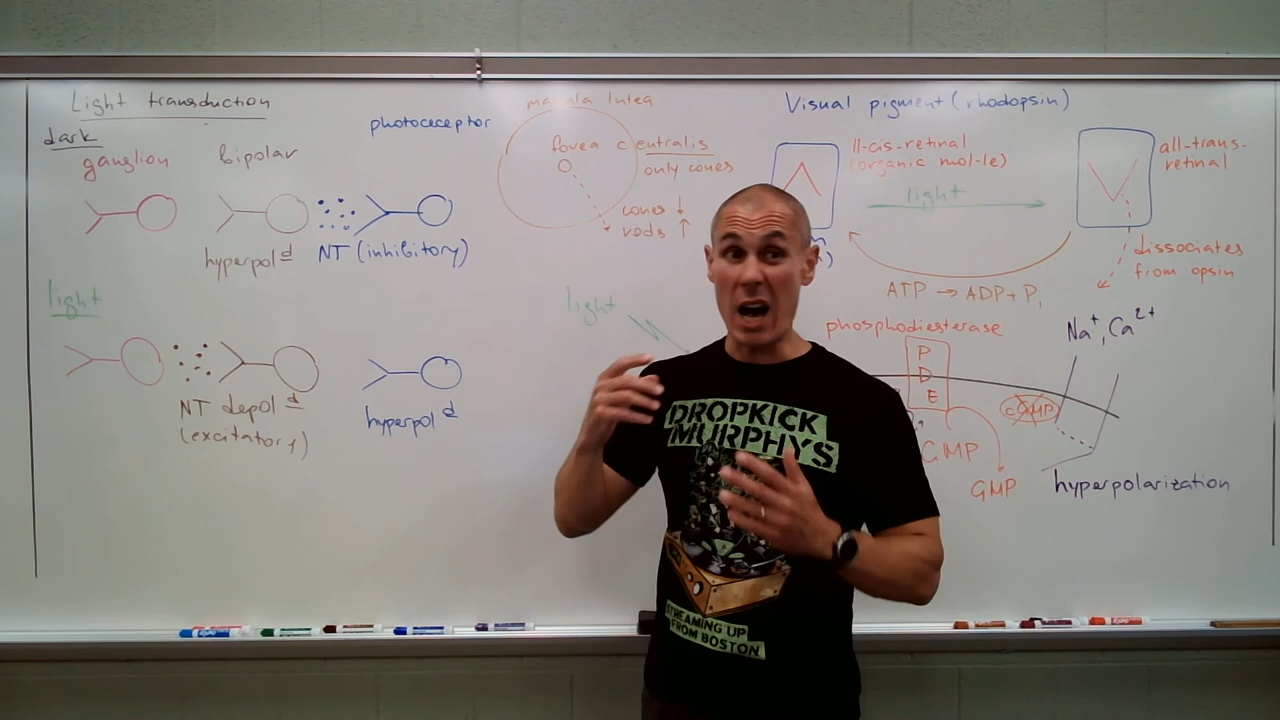 Light transduction
dark
ganglion
bipolar
photoceceptor
hyperpol d
NT (inhibitory)
light
NT depol d
(excitatory)
hyperpol d
macula lutea
fovea centralis
only cones
cones ↓
rods ↑
light
Visual pigment (rhodopsin)
11-cis-retinal
(organic mol-le)
light
all-trans-
retinal
dissociates
from opsin
ATP → ADP + Pi
phosphodiesterase
P
D
E
Na+, Ca2+
cGMP
GMP
GMP
hyperpolarization
DROPKICK
MURPHYS
STREAMING UP
FROM BOSTON